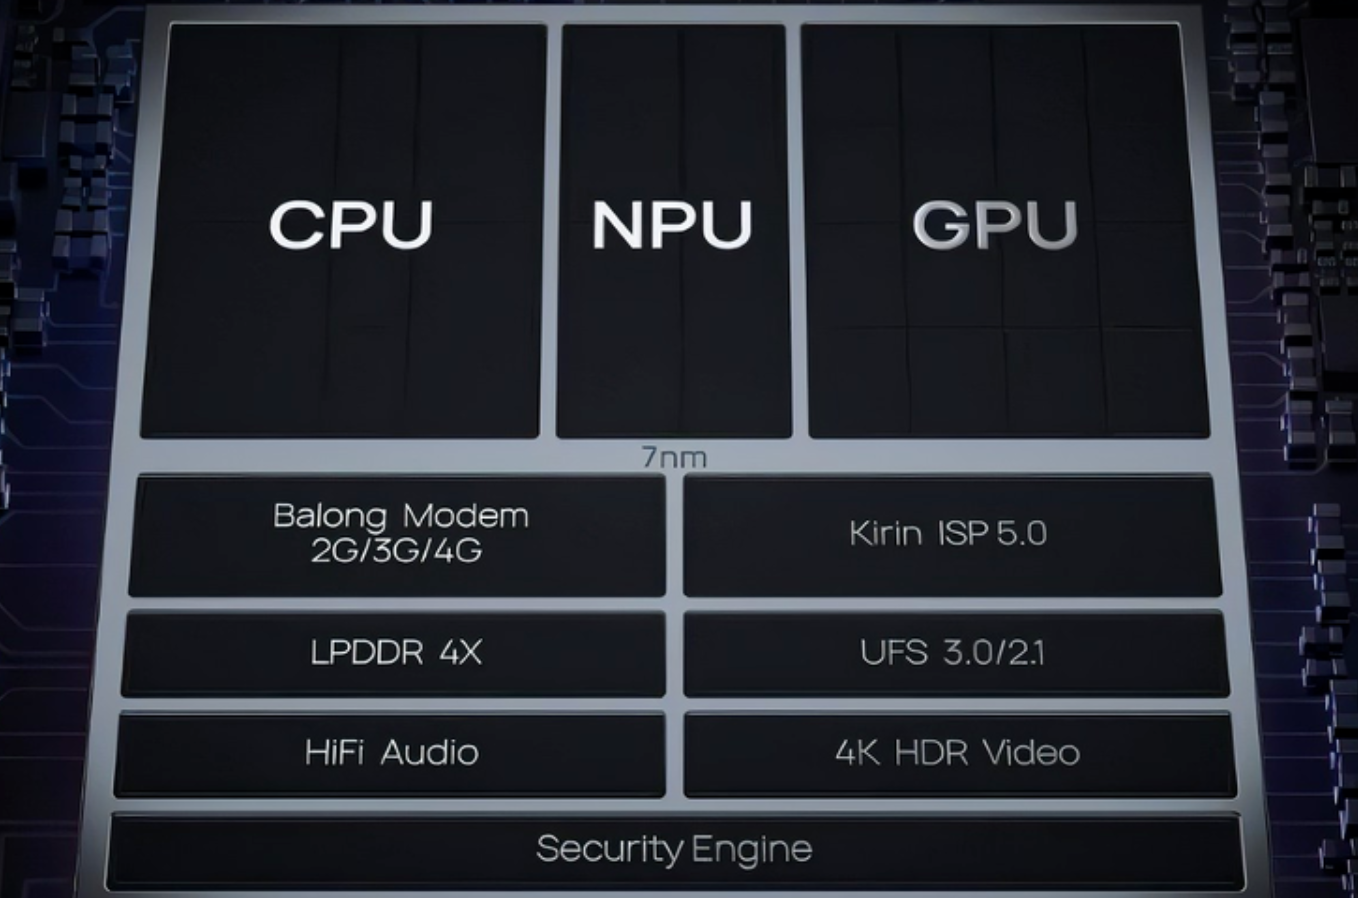 CPU
NPU
GPU
7nm
Balong Modem
2G/3G/4G
Kirin ISP 5.0
LPDDR 4X
UFS 3.0/2.1
HiFi Audio
4K HDR Video
Security Engine